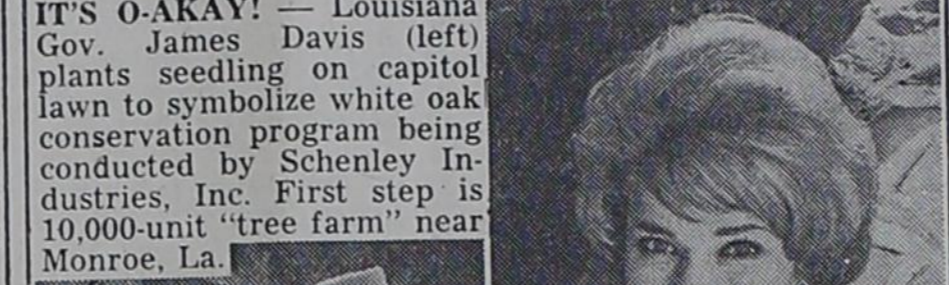 IT'S O-AKAY! — Louisiana
Gov. James Davis (left)
plants seedling on capitol
lawn to symbolize white oak
conservation program being
conducted by Schenley In-
dustries, Inc. First step is
10,000-unit "tree farm" near
Monroe, La.